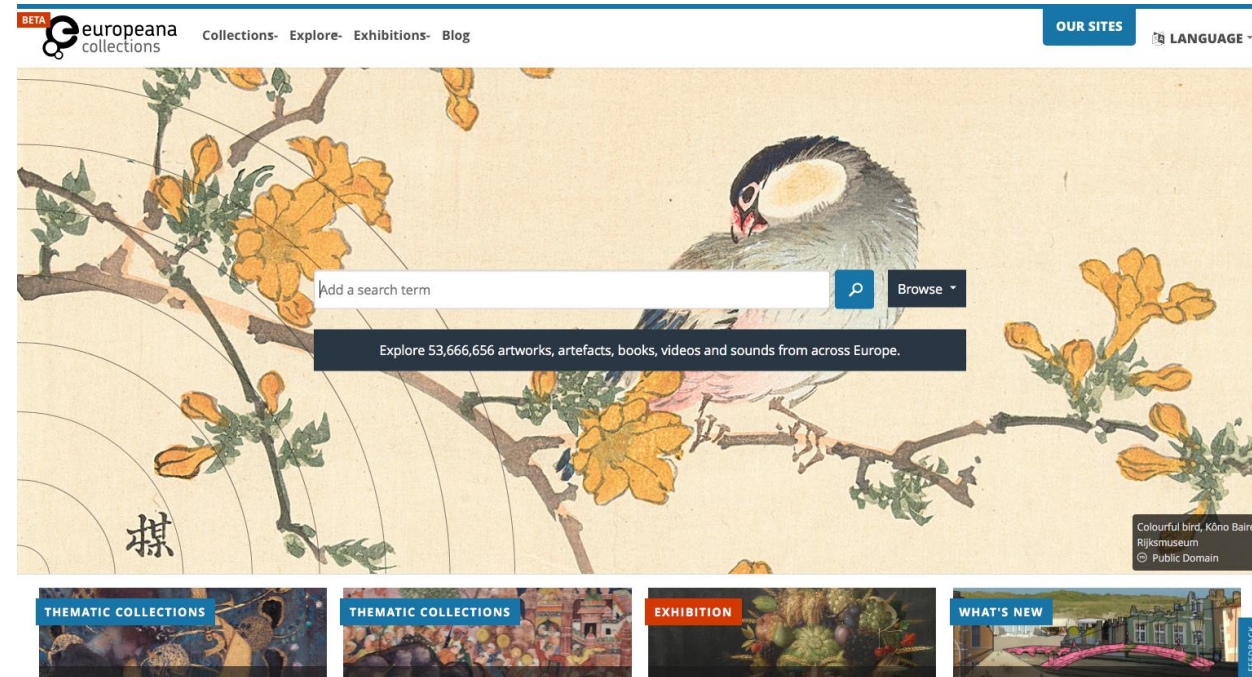 BETA
europeana
collections
Collections- Explore- Exhibitions- Blog
OUR SITES
LANGUAGE
Add a search term
Browse
Explore 53,666,656 artworks, artefacts, books, videos and sounds from across Europe.
Colourful bird, Kôno Baire
Rijksmuseum
Public Domain
THEMATIC COLLECTIONS
THEMATIC COLLECTIONS
EXHIBITION
WHAT'S NEW
FEEDBACK